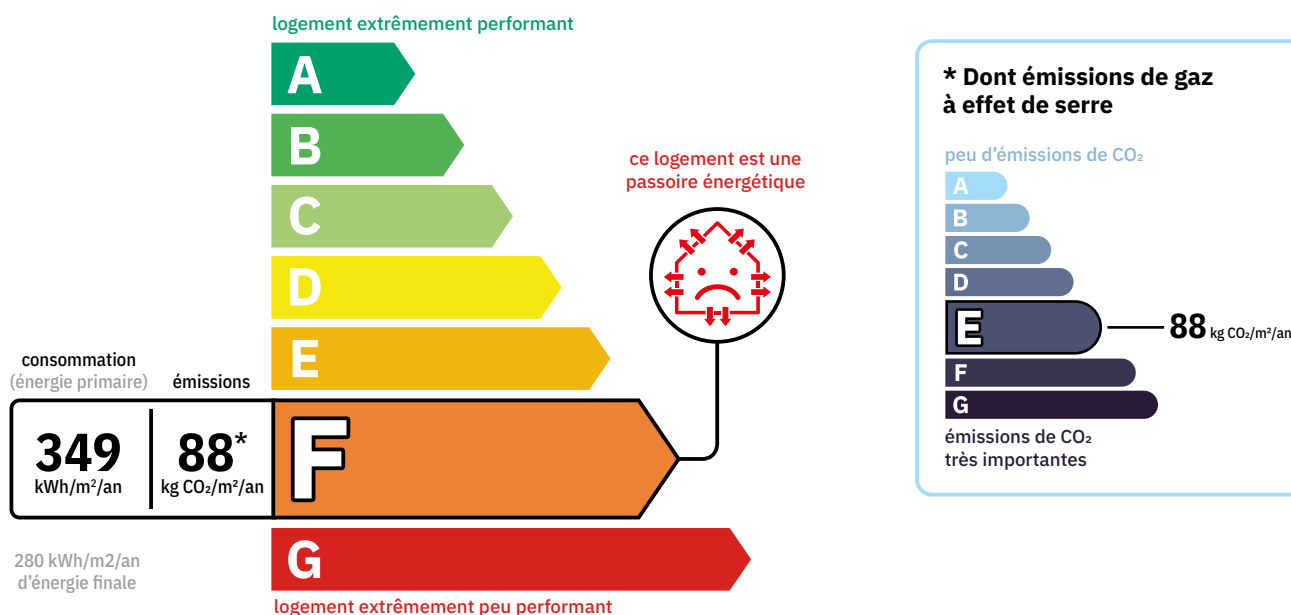 logement extrêmement performant
A
B
C
D
E
F
G
logement extrêmement peu performant
consommation
(énergie primaire)
émissions
349
kWh/m²/an
88*
kg CO₂/m²/an
280 kWh/m2/an
d'énergie finale
ce logement est une
passoire énergétique
* Dont émissions de gaz
à effet de serre
peu d'émissions de CO₂
A
B
C
D
E
88 kg CO₂/m²/an
F
G
émissions de CO₂
très importantes